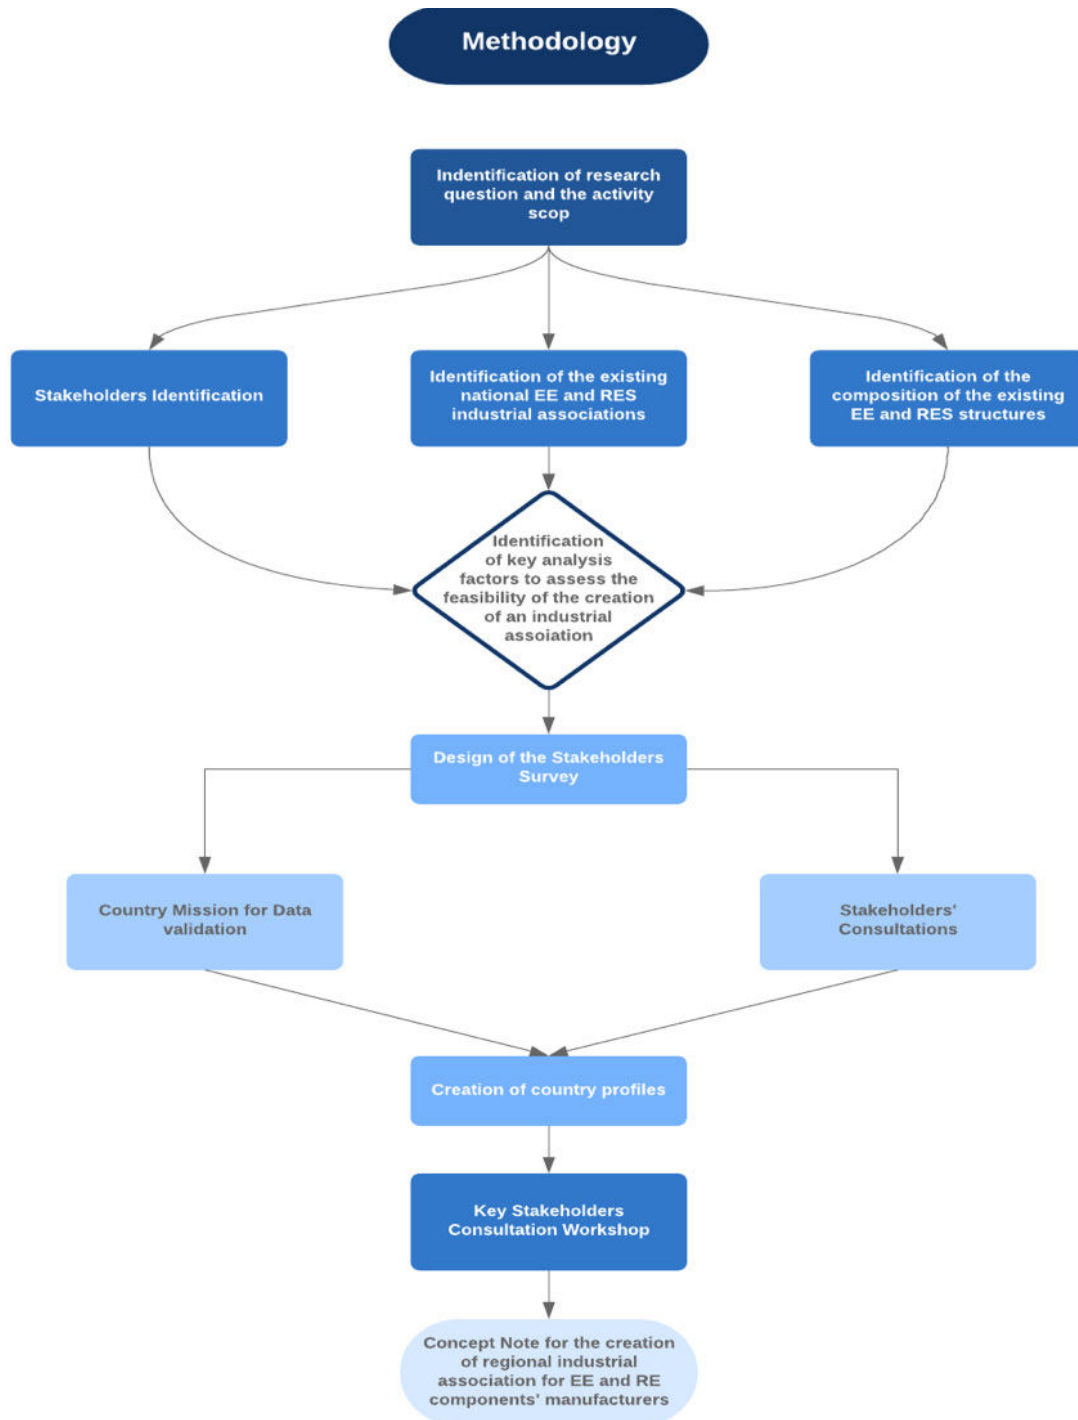 Methodology
Indentification of research
question and the activity
scop
Stakeholders Identification
Identification of the existing
national EE and RES
industrial associations
Identification of the
composition of the existing
EE and RES structures
Identification
of key analysis
factors to assess the
feasibility of the creation
of an industrial
assoiation
Design of the Stakeholders
Survey
Country Mission for Data
validation
Stakeholders'
Consultations
Creation of country profiles
Key Stakeholders
Consultation Workshop
Concept Note for the creation
of regional industrial
association for EE and RE
components' manufacturers